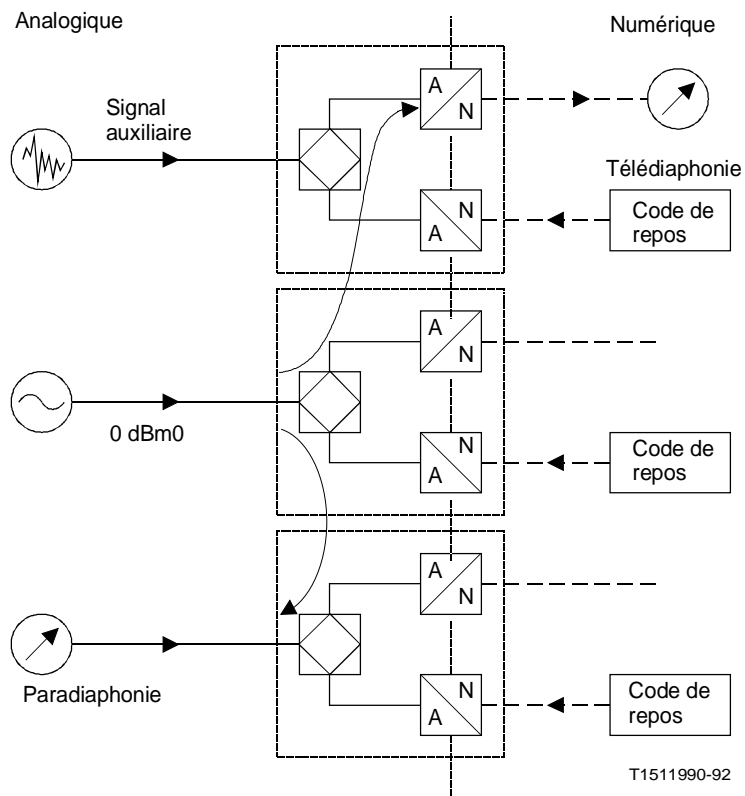 Analogique
Numérique
A
N
Signal
auxiliaire
Télédiaphonie
N
A
Code de
repos
A
N
0 dBm0
N
A
Code de
repos
A
N
Paradiaphonie
N
A
Code de
repos
T1511990-92